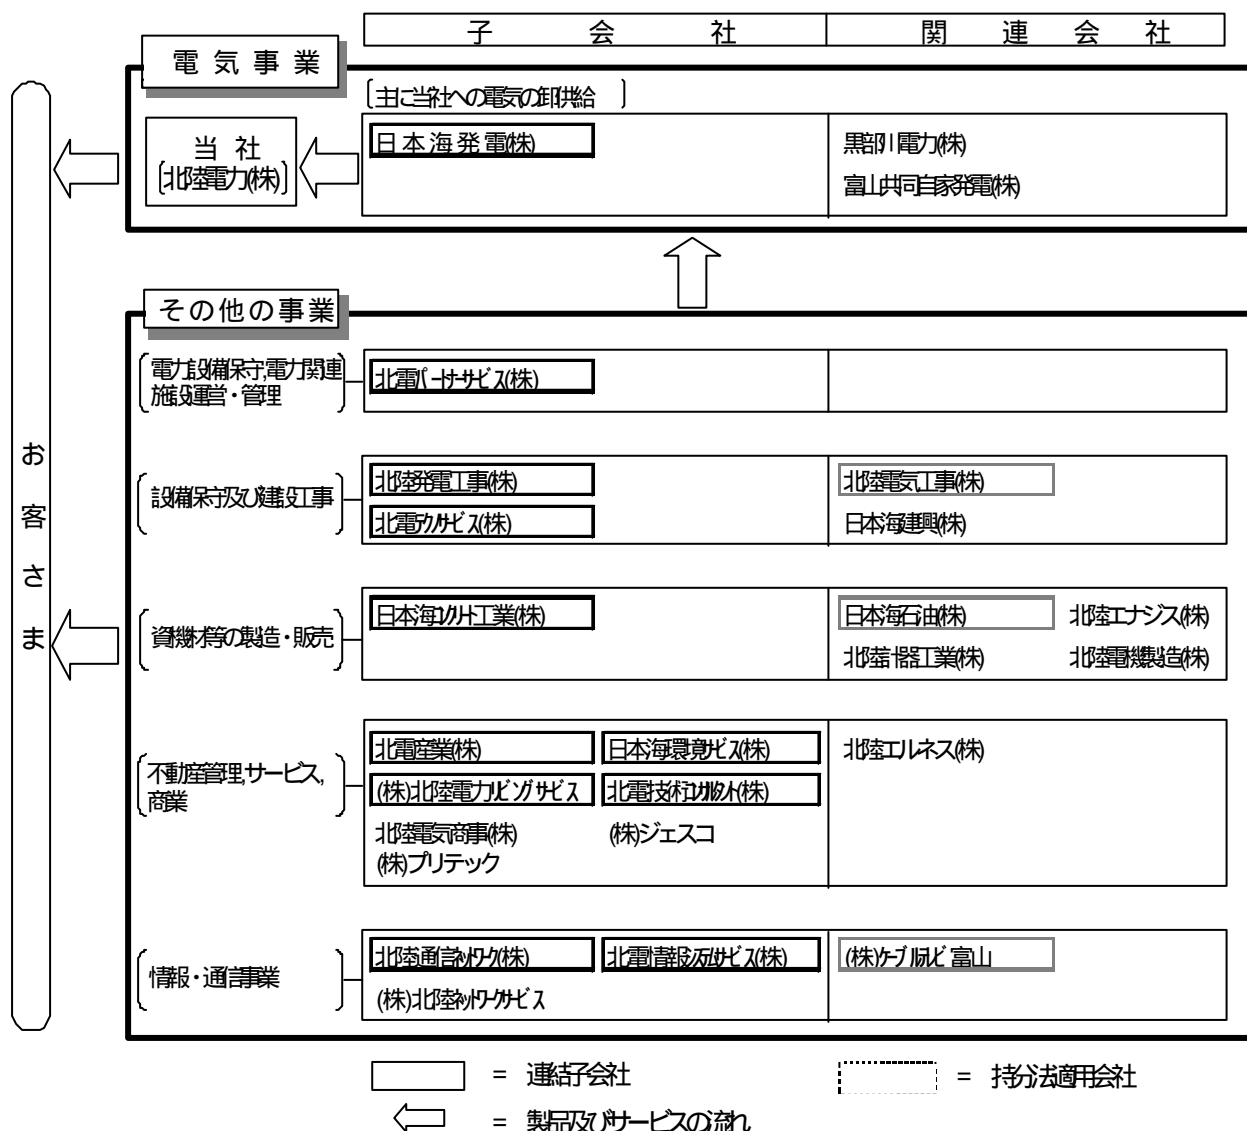 子会社 関連会社
電気事業
〔主に当社への電気の卸供給〕
当社
〔北陸電力(株)〕
日本海発電(株)
黒部川電力(株)
富山共同自家発電(株)
その他の事業
電力設備保守,電力関連
施設運営・管理
北電パートナーサービス(株)
設備保守及び建設工事
北陸発電工事(株)
北陸電気工事(株)
北電テクノサービス(株)
日本海建興(株)
資機材等の製造・販売
日本海コンクリート工業(株)
日本海石油(株) 北陸エナジス(株)
北陸計器工業(株) 北陸電機製造(株)
不動産管理,サービス,
商業
北電産業(株) 日本海環境サービス(株)
北陸エルネス(株)
(株)北陸電力リビングサービス 北電技術コンサルタント(株)
北陸電気商事(株) (株)ジェスコ
(株)プリテック
情報・通信事業
北陸通信ネットワーク(株) 北電情報システムサービス(株)
(株)ケーブルテレビ富山
(株)北陸ネットワークサービス
お客さま
= 連結子会社
= 持分法適用会社
= 製品及びサービスの流れ